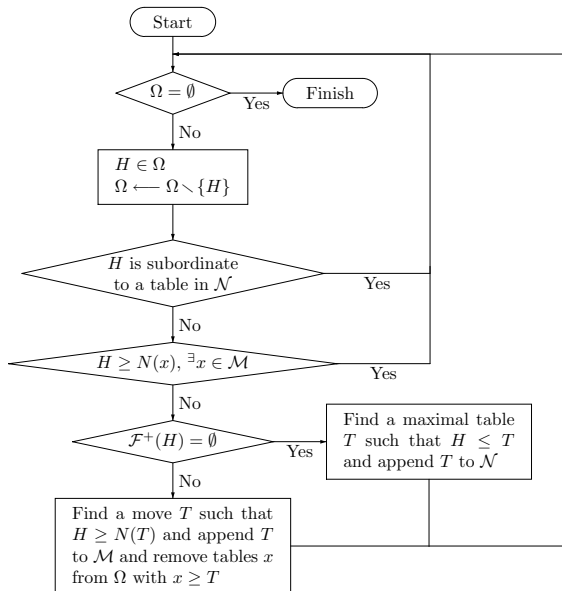 Start
Ω = ∅
Yes
Finish
No
H ∈ Ω
Ω ⟵ Ω ∖ {H}
H is subordinate
to a table in 𝒩
Yes
No
H ≥ N(x), ∃x ∈ ℳ
Yes
No
ℱ⁺(H) = ∅
Yes
Find a maximal table
T such that H ≤ T
and append T to 𝒩
No
Find a move T such that
H ≥ N(T) and append T
to ℳ and remove tables x
from Ω with x ≥ T